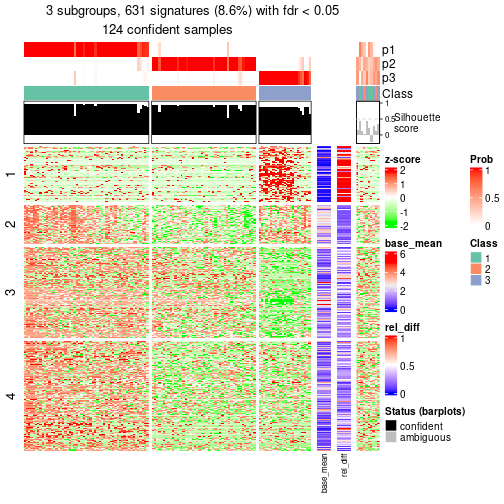 3 subgroups, 631 signatures (8.6%) with fdr < 0.05
124 confident samples
p1
p2
p3
Class
1
0.5
0
Silhouette
score
1
2
3
4
base_mean
rel_diff
z-score
2
1
0
-1
-2
Prob
1
0.5
0
base_mean
6
4
2
0
Class
1
2
3
rel_diff
1
0.5
0
Status (barplots)
confident
ambiguous